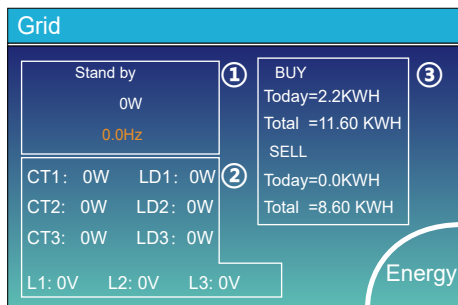 Grid
Stand by
0W
0.0Hz
①
CT1: 0W LD1: 0W
CT2: 0W LD2: 0W
CT3: 0W LD3: 0W
L1: 0V L2: 0V L3: 0V
②
BUY
Today=2.2KWH
Total =11.60 KWH
SELL
Today=0.0KWH
Total =8.60 KWH
③
Energy